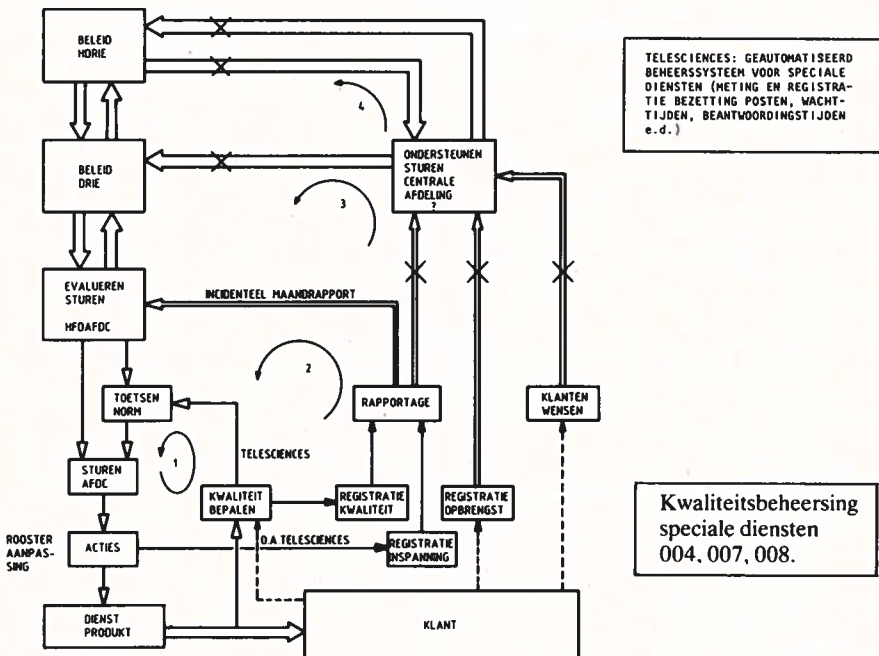 BELEID
HORIE
4
BELEID
DRIE
ONDERSTEUNEN
STUREN
CENTRALE
AFDELING
?
3
EVALUEREN
STUREN
HFDAFDC
INCIDENTEEL MAANDRAPPORT
2
TOETSEN
NORM
RAPPORTAGE
KLANTEN
WENSEN
1
TELESCIENCES
STUREN
AFDC
KWALITEIT
BEPALEN
REGISTRATIE
KWALITEIT
REGISTRATIE
OPBRENGST
ROOSTER
AANPAS-
SING
ACTIES
O.A TELESCIENCES
REGISTRATIE
INSPANNING
DIENST
PRODUKT
KLANT
TELESCIENCES: GEAUTOMATISEERD
BEHEERSSYSTEEM VOOR SPECIALE
DIENSTEN (METING EN REGISTRA-
TIE BEZETTING POSTEN, WACHT-
TIJDEN, BEANTWOORDINGSTIJDEN
e.d.)
Kwaliteitsbeheersing
speciale diensten
004, 007, 008.